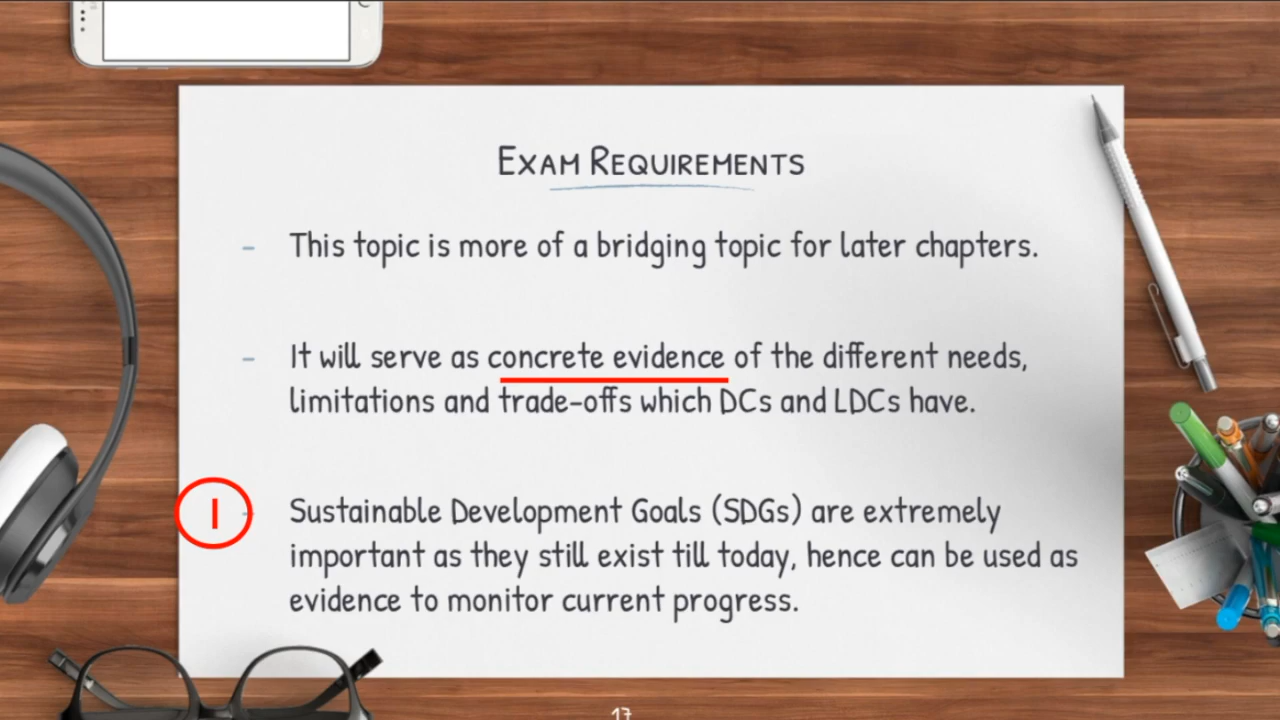 Exam Requirements
- This topic is more of a bridging topic for later chapters.
- It will serve as concrete evidence of the different needs,
limitations and trade-offs which DCs and LDCs have.
1 - Sustainable Development Goals (SDGs) are extremely
important as they still exist till today, hence can be used as
evidence to monitor current progress.
17